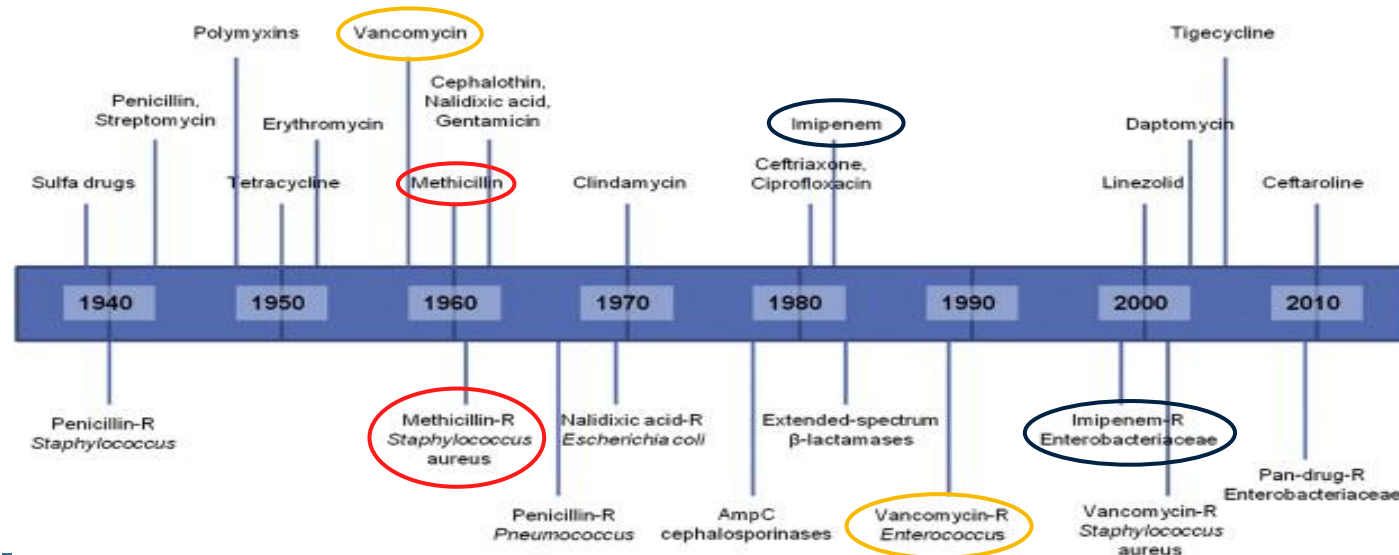 Polymyxins
Vancomycin
Tigecycline
Penicillin,
Streptomycin
Erythromycin
Cephalothin,
Nalidixic acid,
Gentamicin
Imipenem
Daptomycin
Sulfa drugs
Tetracycline
Methicillin
Clindamycin
Ceftriaxone,
Ciprofloxacin
Linezolid
Ceftaroline
1940
1950
1960
1970
1980
1990
2000
2010
Penicillin-R
Staphylococcus
Methicillin-R
Staphylococcus
aureus
Nalidixic acid-R
Escherichia coli
Extended-spectrum
β-lactamases
Imipenem-R
Enterobacteriaceae
Penicillin-R
Pneumococcus
AmpC
cephalosporinases
Vancomycin-R
Enterococcus
Vancomycin-R
Staphylococcus
aureus
Pan-drug-R
Enterobacteriaceae